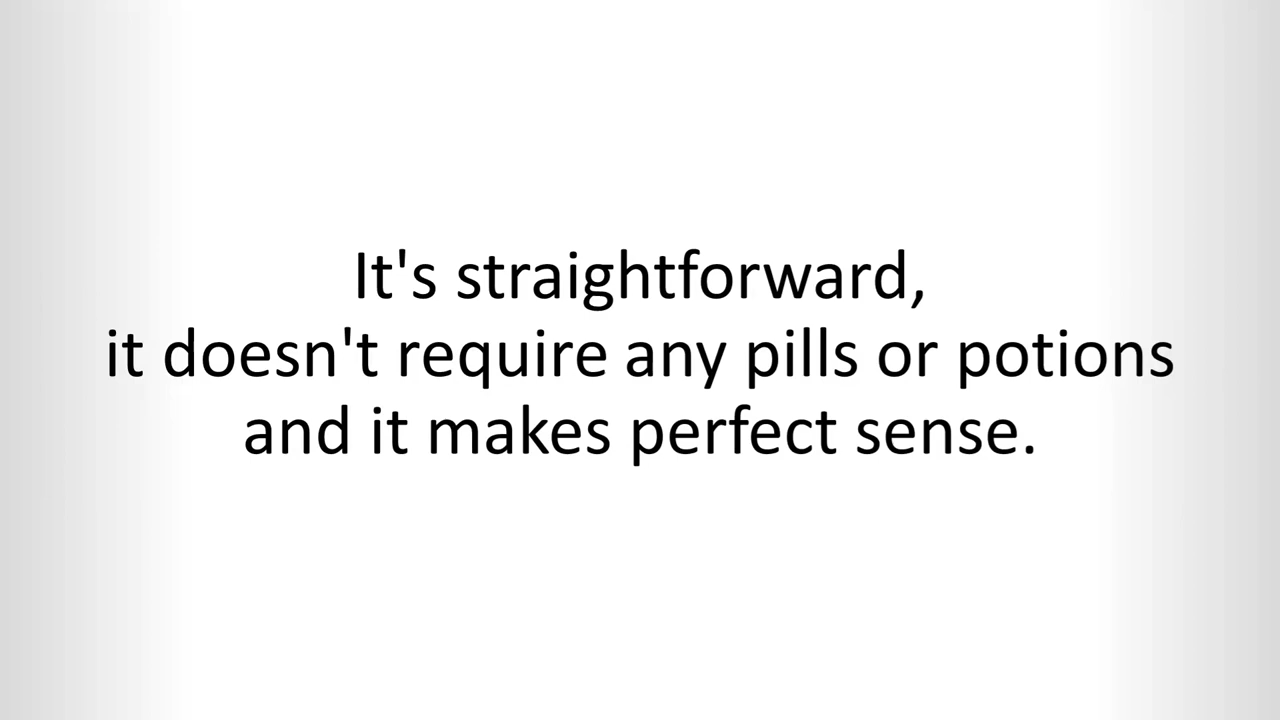 It's straightforward,
it doesn't require any pills or potions
and it makes perfect sense.